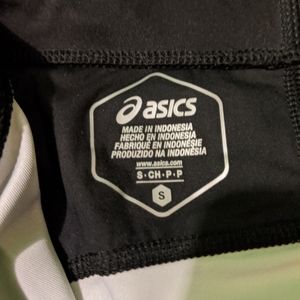 asics
MADE IN INDONESIA
HECHO EN INDONESIA
FABRIQUÉ EN INDONÉSIE
PRODUZIDO NA INDONÉSIA
www.asics.com
S·CH·P·P
S